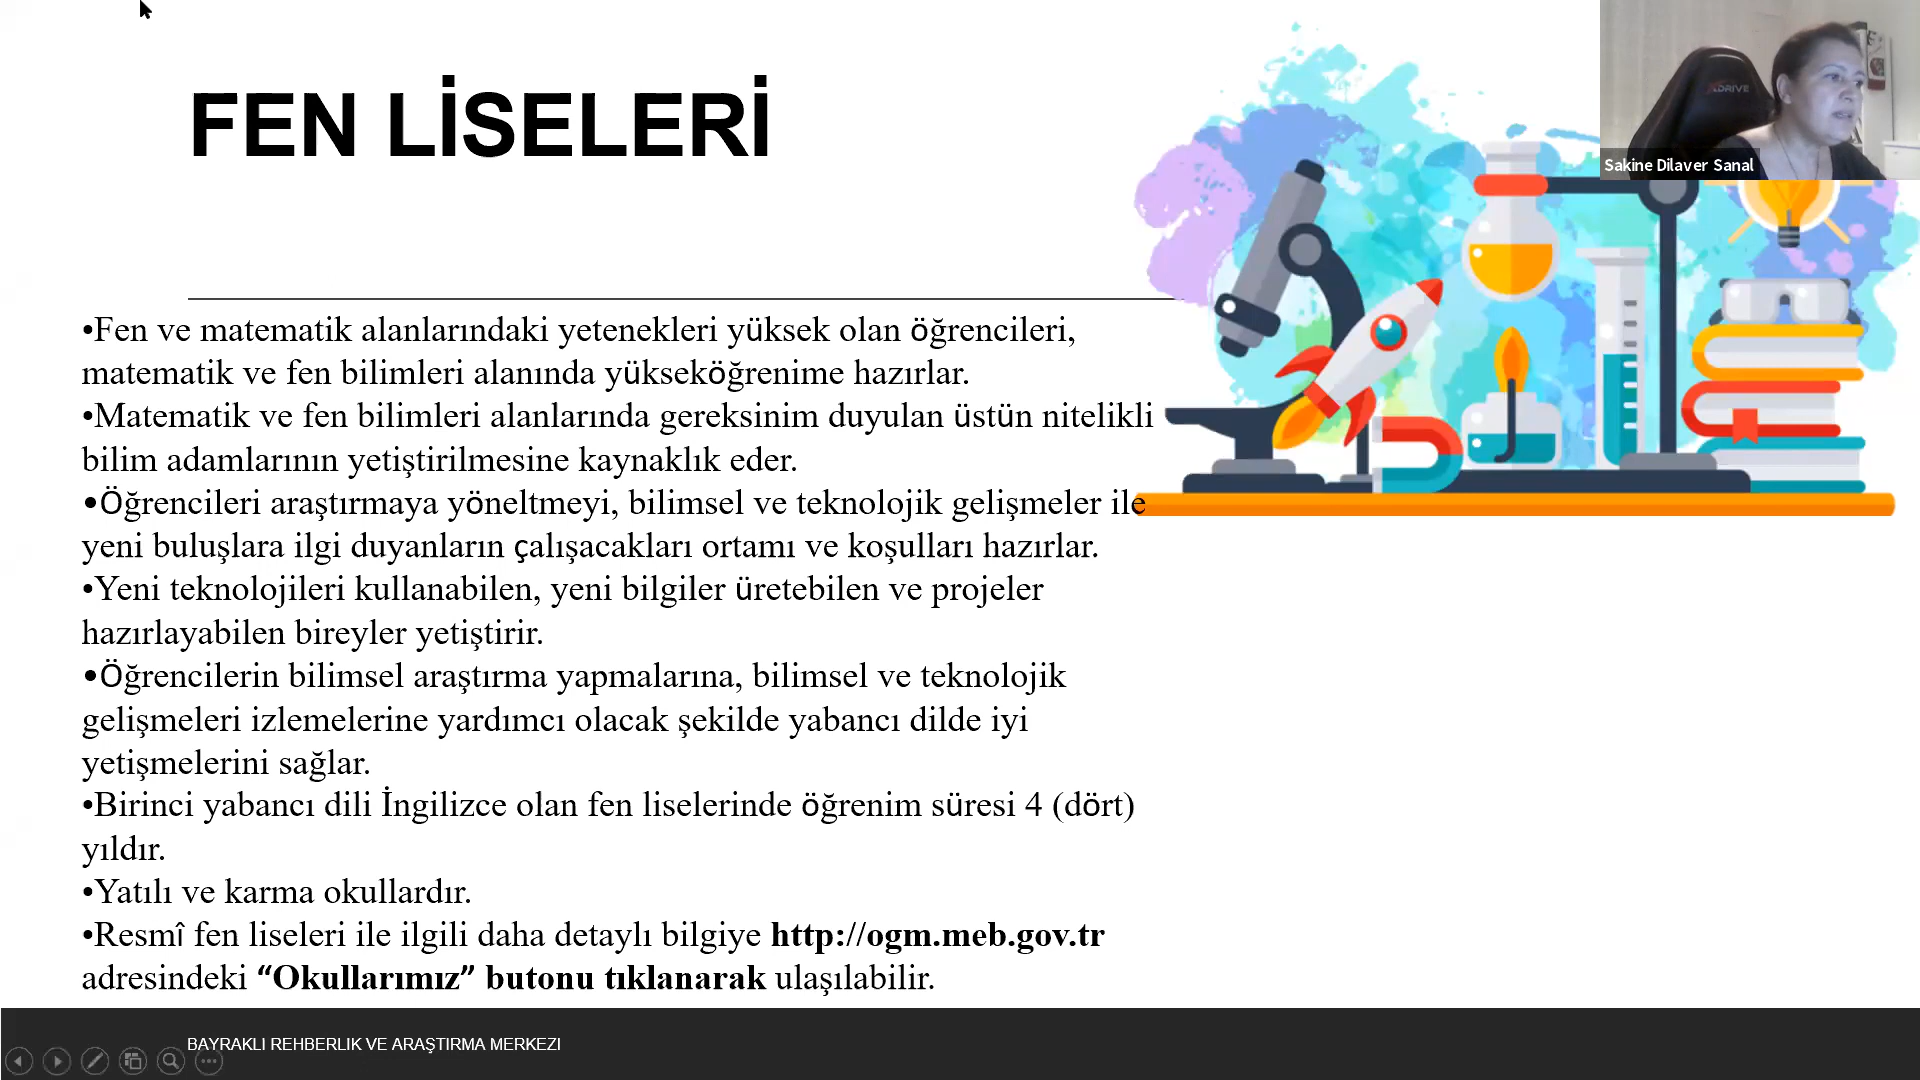 FEN LİSELERİ
XDRIVE
Sakine Dilaver Sanal
•Fen ve matematik alanlarındaki yetenekleri yüksek olan öğrencileri,
matematik ve fen bilimleri alanında yükseköğrenime hazırlar.
•Matematik ve fen bilimleri alanlarında gereksinim duyulan üstün nitelikli
bilim adamlarının yetiştirilmesine kaynaklık eder.
•Öğrencileri araştırmaya yöneltmeyi, bilimsel ve teknolojik gelişmeler ile
yeni buluşlara ilgi duyanların çalışacakları ortamı ve koşulları hazırlar.
•Yeni teknolojileri kullanabilen, yeni bilgiler üretebilen ve projeler
hazırlayabilen bireyler yetiştirir.
•Öğrencilerin bilimsel araştırma yapmalarına, bilimsel ve teknolojik
gelişmeleri izlemelerine yardımcı olacak şekilde yabancı dilde iyi
yetişmelerini sağlar.
•Birinci yabancı dili İngilizce olan fen liselerinde öğrenim süresi 4 (dört)
yıldır.
•Yatılı ve karma okullardır.
•Resmî fen liseleri ile ilgili daha detaylı bilgiye http://ogm.meb.gov.tr
adresindeki “Okullarımız” butonu tıklanarak ulaşılabilir.
BAYRAKLI REHBERLIK VE ARAŞTIRMA MERKEZI